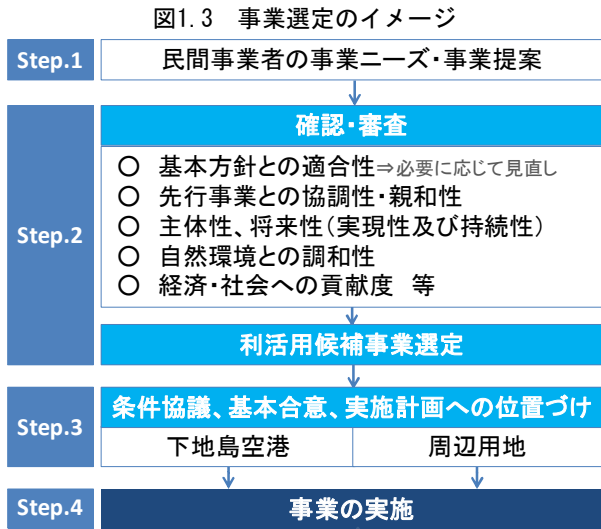 図1.3 事業選定のイメージ
Step.1
民間事業者の事業ニーズ・事業提案
Step.2
確認・審査
○ 基本方針との適合性⇒必要に応じて見直し
○ 先行事業との協調性・親和性
○ 主体性、将来性(実現性及び持続性)
○ 自然環境との調和性
○ 経済・社会への貢献度 等
利活用候補事業選定
Step.3
条件協議、基本合意、実施計画への位置づけ
下地島空港
周辺用地
Step.4
事業の実施